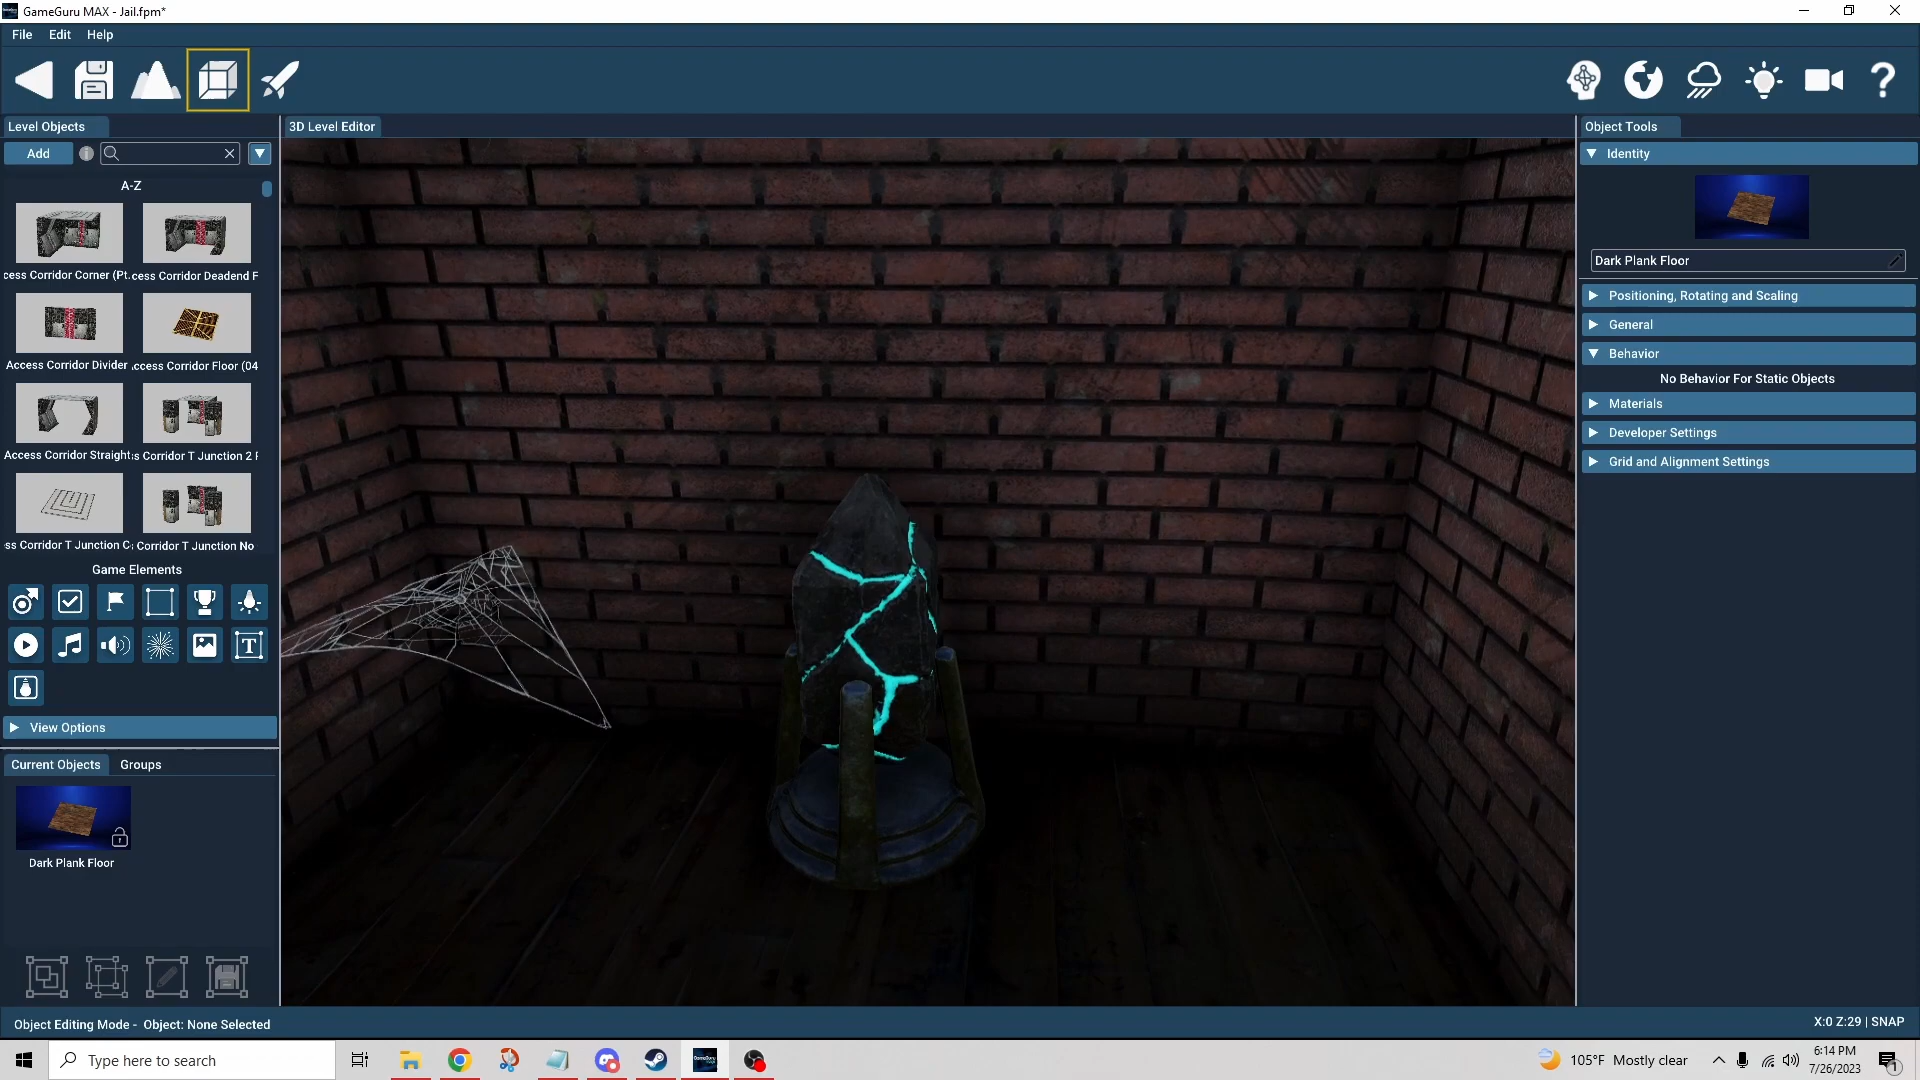 GameGuru MAX - Jail.fpm*
File Edit Help
Level Objects
3D Level Editor
Object Tools
Add
Identity
A-Z
cess Corridor Corner (Pt.
cess Corridor Deadend F
Dark Plank Floor
Positioning, Rotating and Scaling
General
Access Corridor Divider
.ccess Corridor Floor (04
Behavior
No Behavior For Static Objects
Materials
Access Corridor Straight
s Corridor T Junction 2 F
Developer Settings
Grid and Alignment Settings
ss Corridor T Junction C
Corridor T Junction No
Game Elements
T
View Options
Current Objects
Groups
Dark Plank Floor
Object Editing Mode - Object: None Selected
X:0 Z:29 | SNAP
Type here to search
105°F Mostly clear
6:14 PM
7/26/2023
1